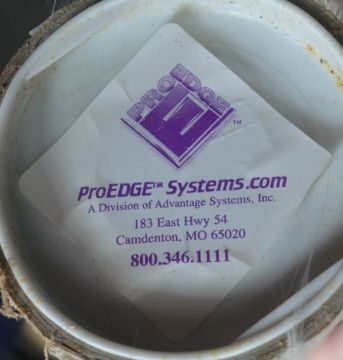 PROEDGE
™
ProEDGE™ Systems.com
A Division of Advantage Systems, Inc.
183 East Hwy 54
Camdenton, MO 65020
800.346.1111